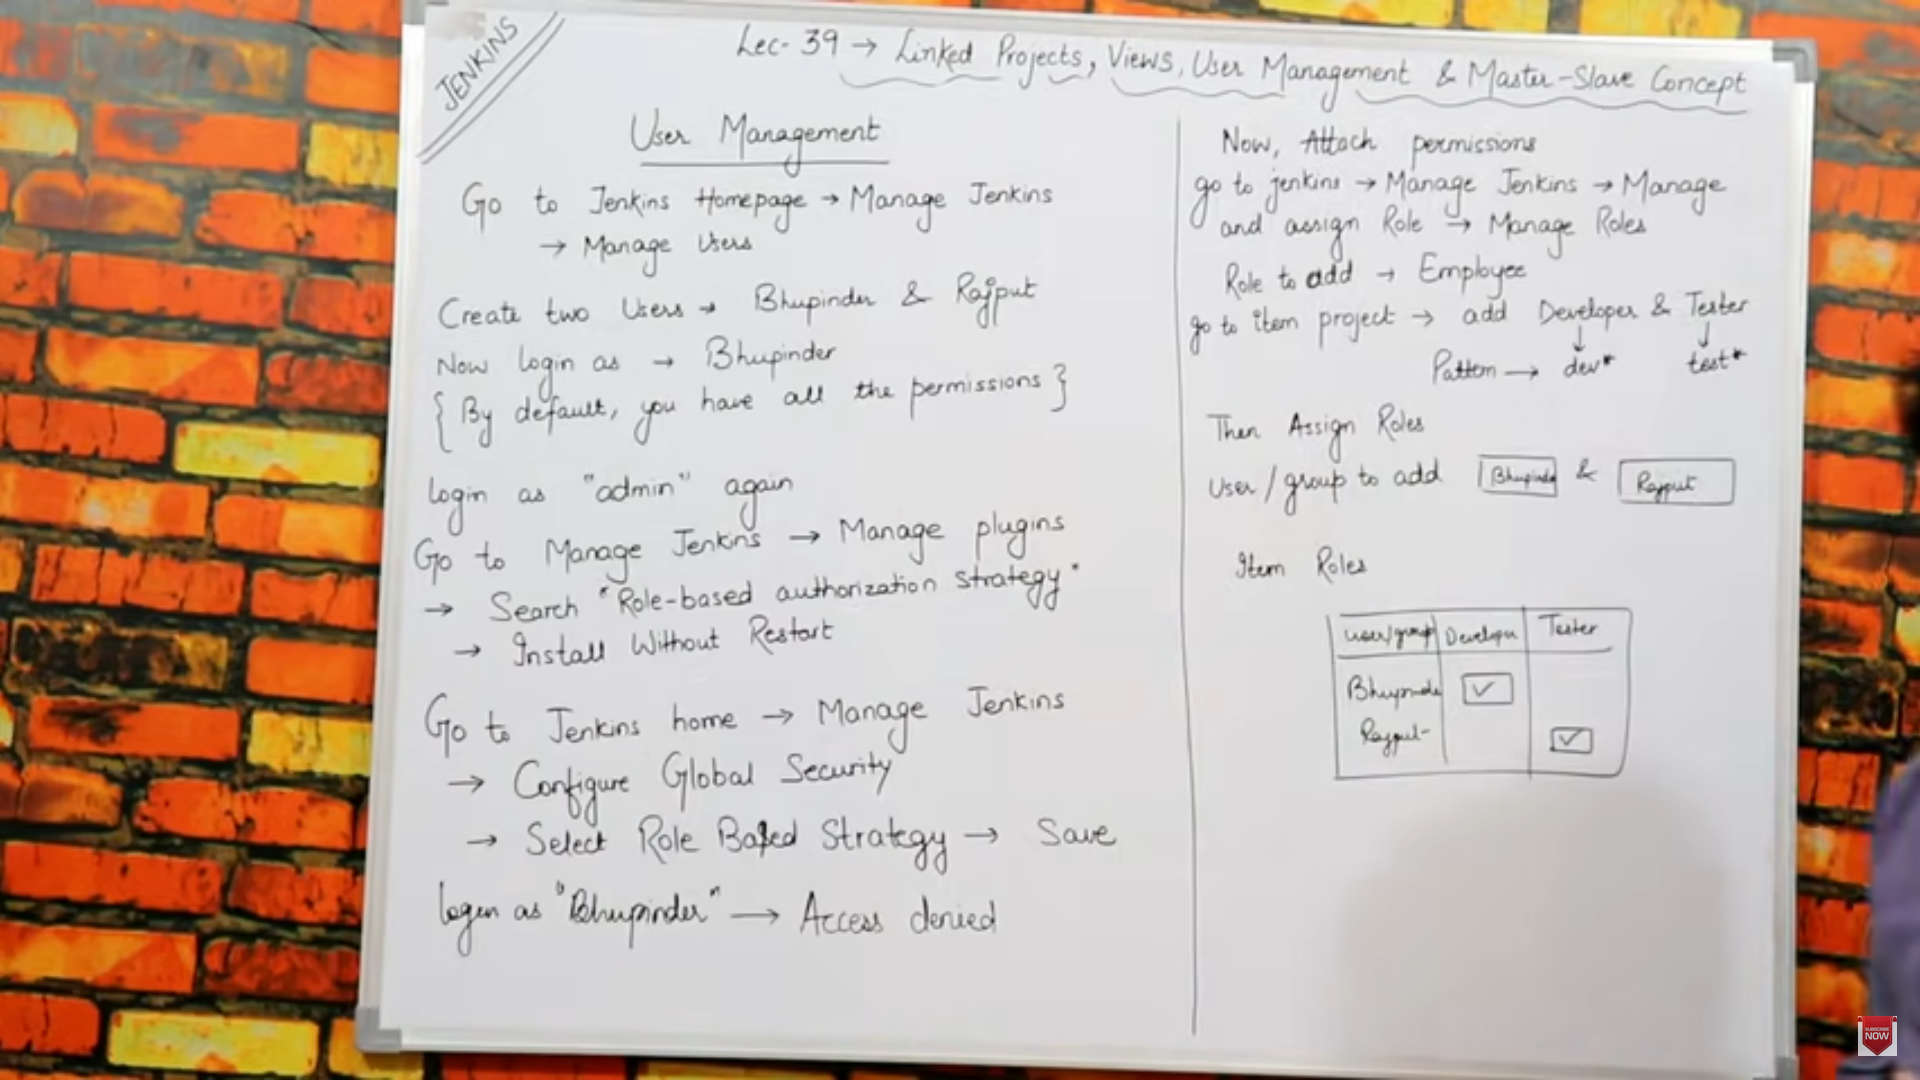 JENKINS
Lec- 39 → Linked Projects, Views, User Management & Master-Slave Concept
User Management
Go to Jenkins Homepage → Manage Jenkins
→ Manage Users
Create two Users → Bhupinder & Rajput
Now login as → Bhupinder
{ By default, you have all the permissions }
login as "admin" again
Go to Manage Jenkins → Manage plugins
→ Search "Role-based authorization strategy"
→ Install Without Restart
Go to Jenkins home → Manage Jenkins
→ Configure Global Security
→ Select Role Based Strategy → Save
login as "Bhupinder" → Access denied
Now, Attach permissions
go to jenkins → Manage Jenkins → Manage
and assign Role → Manage Roles
Role to add → Employee
go to item project → add Developer & Tester
↓ ↓
Pattern → dev* test*
Then Assign Roles
User/group to add Bhupinder & Rajput
Item Roles
user/group Developer Tester
Bhupinder ✓
Rajput ✓
SUBSCRIBE
NOW